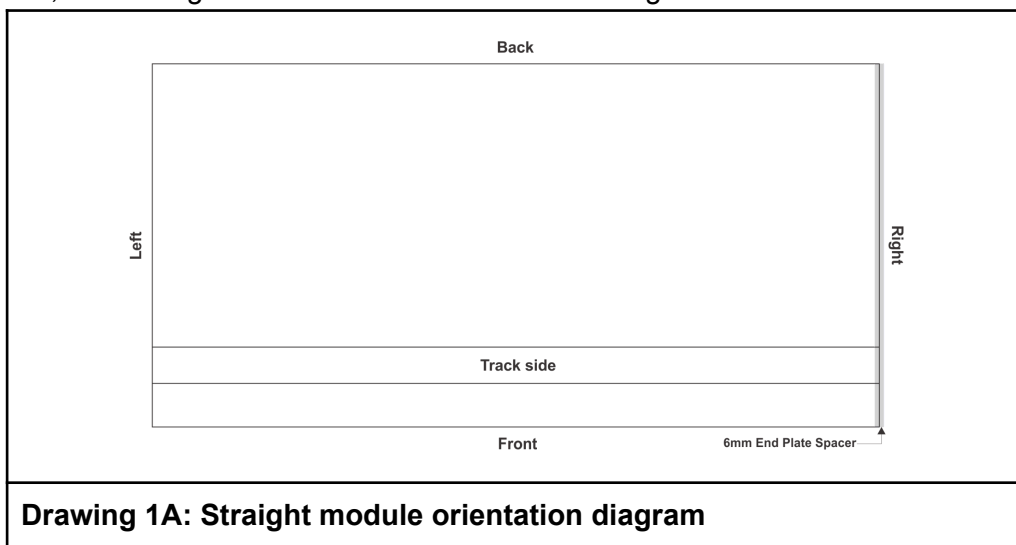 Back
Left
Right
Track side
Front
6mm End Plate Spacer
Drawing 1A: Straight module orientation diagram